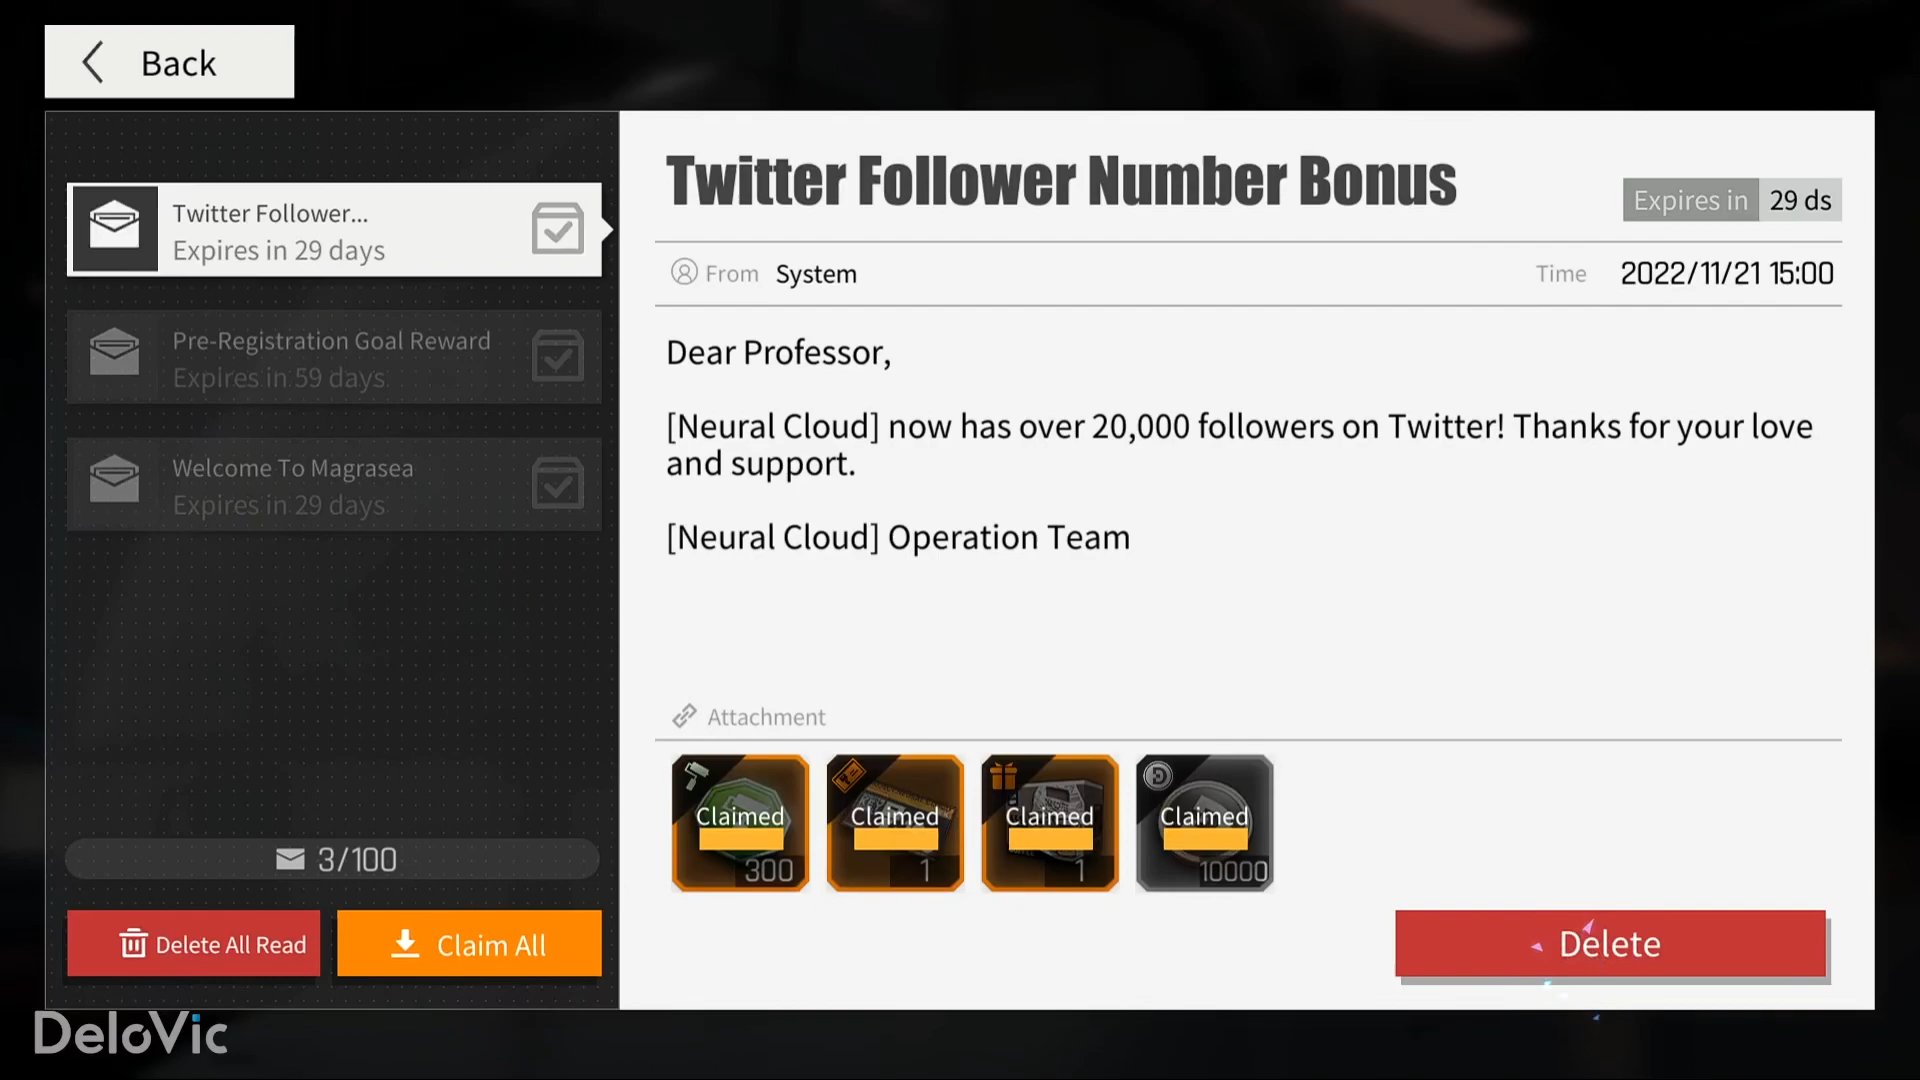 Back
Twitter Follower...
Expires in 29 days
Pre-Registration Goal Reward
Expires in 59 days
Welcome To Magrasea
Expires in 29 days
3/100
Delete All Read
Claim All
Twitter Follower Number Bonus
Expires in 29 ds
From System
Time 2022/11/21 15:00
Dear Professor,
[Neural Cloud] now has over 20,000 followers on Twitter! Thanks for your love
and support.
[Neural Cloud] Operation Team
Attachment
Claimed Claimed Claimed Claimed
300 1 1 10000
Delete
DeloVic